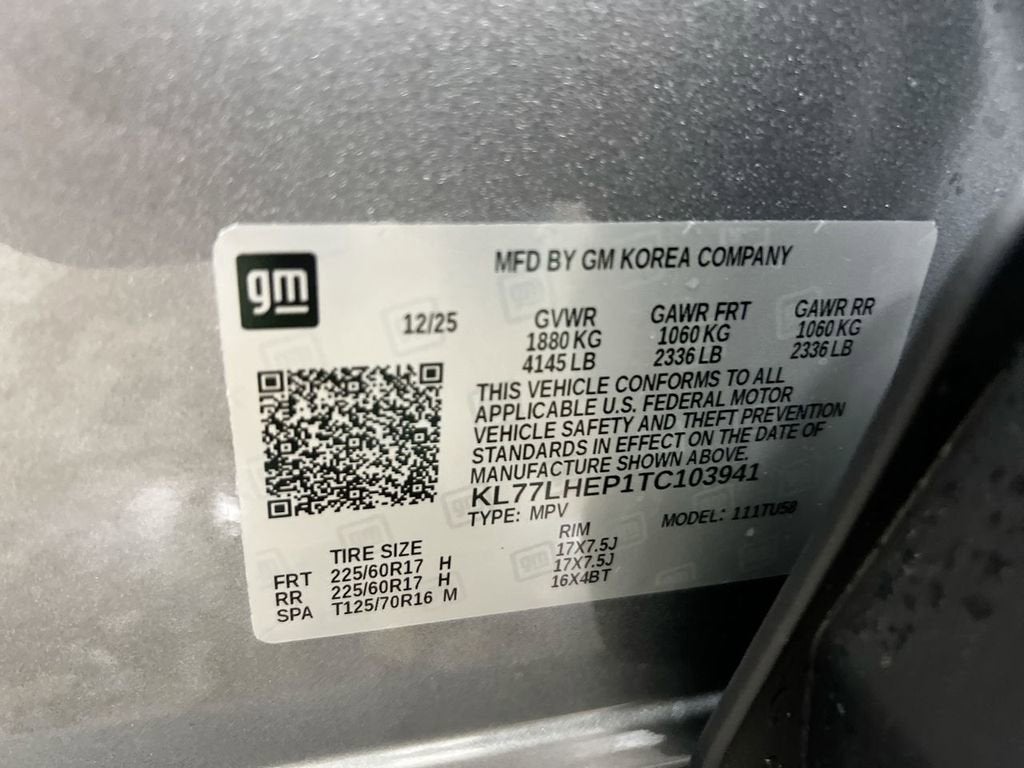 gm
MFD BY GM KOREA COMPANY
12/25
GVWR GAWR FRT GAWR RR
1880 KG 1060 KG 1060 KG
4145 LB 2336 LB 2336 LB
THIS VEHICLE CONFORMS TO ALL
APPLICABLE U.S. FEDERAL MOTOR
VEHICLE SAFETY AND THEFT PREVENTION
STANDARDS IN EFFECT ON THE DATE OF
MANUFACTURE SHOWN ABOVE.
KL77LHEP1TC103941
TYPE: MPV MODEL: 111TU58
TIRE SIZE RIM
FRT 225/60R17 H 17X7.5J
RR 225/60R17 H 17X7.5J
SPA T125/70R16 M 16X4BT